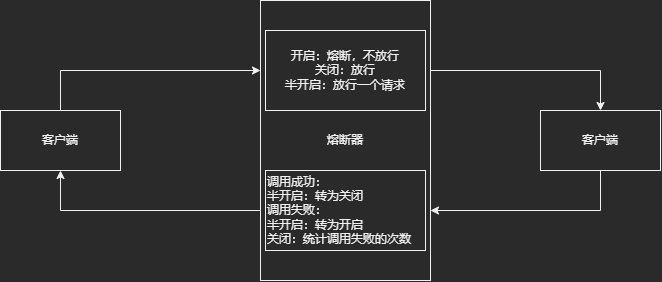 开启：熔断，不放行
关闭：放行
半开启：放行一个请求
客户端
熔断器
客户端
调用成功：
半开启：转为关闭
调用失败：
半开启：转为开启
关闭：统计调用失败的次数